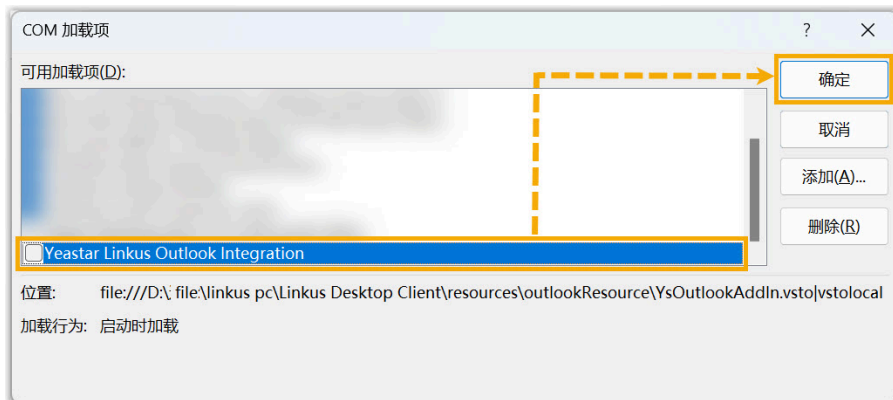 COM 加载项
?
可用加载项(D):
确定
取消
添加(A)...
删除(R)
Yeastar Linkus Outlook Integration
位置: file:///D:\ file:\linkus pc\Linkus Desktop Client\resources\outlookResource\YsOutlookAddIn.vsto|vstolocal
加载行为: 启动时加载